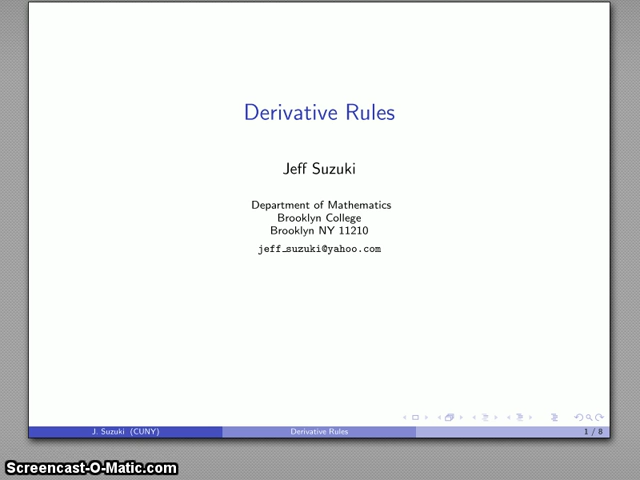 Derivative Rules
Jeff Suzuki
Department of Mathematics
Brooklyn College
Brooklyn NY 11210
jeff_suzuki@yahoo.com
J. Suzuki (CUNY)
Derivative Rules
1 / 8
Screencast-O-Matic.com